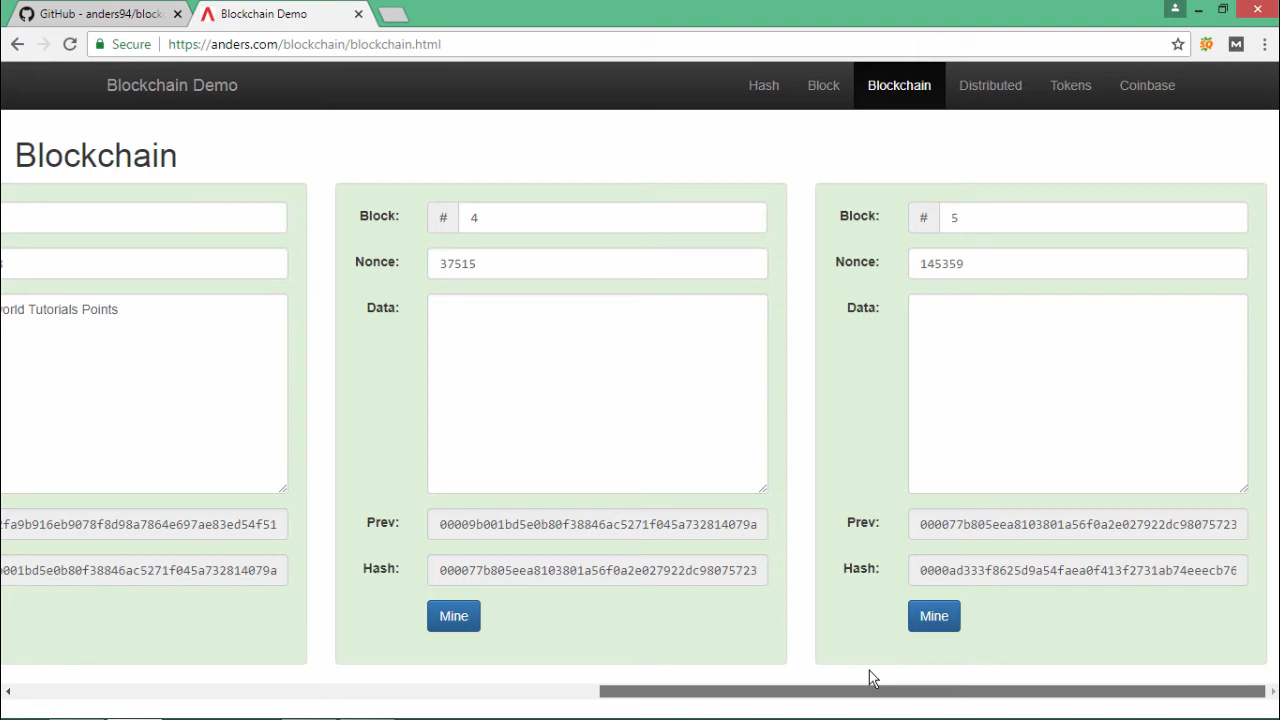 GitHub - anders94/block
Blockchain Demo
Secure
https://anders.com/blockchain/blockchain.html
Blockchain Demo
Hash
Block
Blockchain
Distributed
Tokens
Coinbase
Blockchain
orld Tutorials Points
fa9b916eb9078f8d98a7864e697ae83ed54f51
001bd5e0b80f38846ac5271f045a732814079a
Block:
# 4
Nonce:
37515
Data:
Prev:
00009b001bd5e0b80f38846ac5271f045a732814079a
Hash:
000077b805eea8103801a56f0a2e027922dc98075723
Mine
Block:
# 5
Nonce:
145359
Data:
Prev:
000077b805eea8103801a56f0a2e027922dc98075723
Hash:
0000ad333f8625d9a54faea0f413f2731ab74eeecb76
Mine